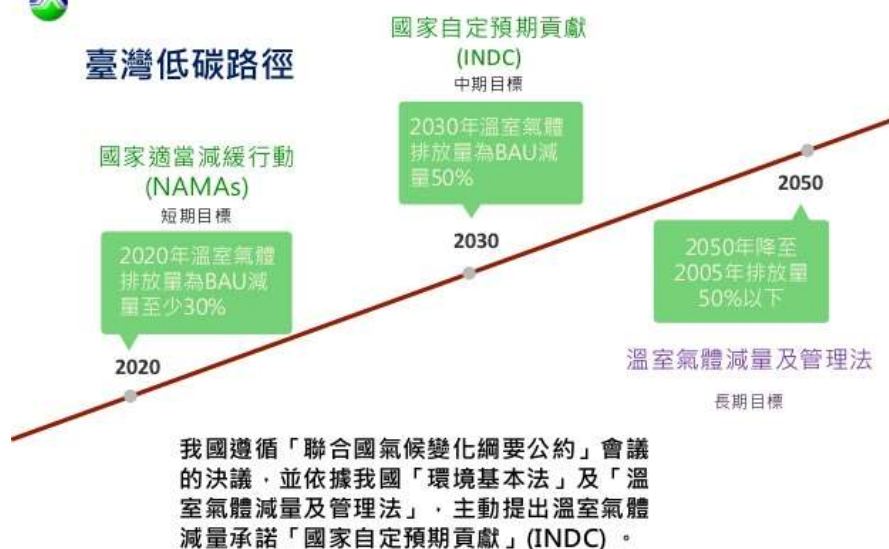 臺灣低碳路徑
國家自定預期貢獻
(INDC)
中期目標
2030年溫室氣體
排放量為BAU減
量50%
2030
國家適當減緩行動
(NAMAs)
短期目標
2020年溫室氣體
排放量為BAU減
量至少30%
2020
2050
2050年降至
2005年排放量
50%以下
溫室氣體減量及管理法
長期目標
我國遵循「聯合國氣候變化綱要公約」會議
的決議，並依據我國「環境基本法」及「溫
室氣體減量及管理法」，主動提出溫室氣體
減量承諾「國家自定預期貢獻」(INDC) 。